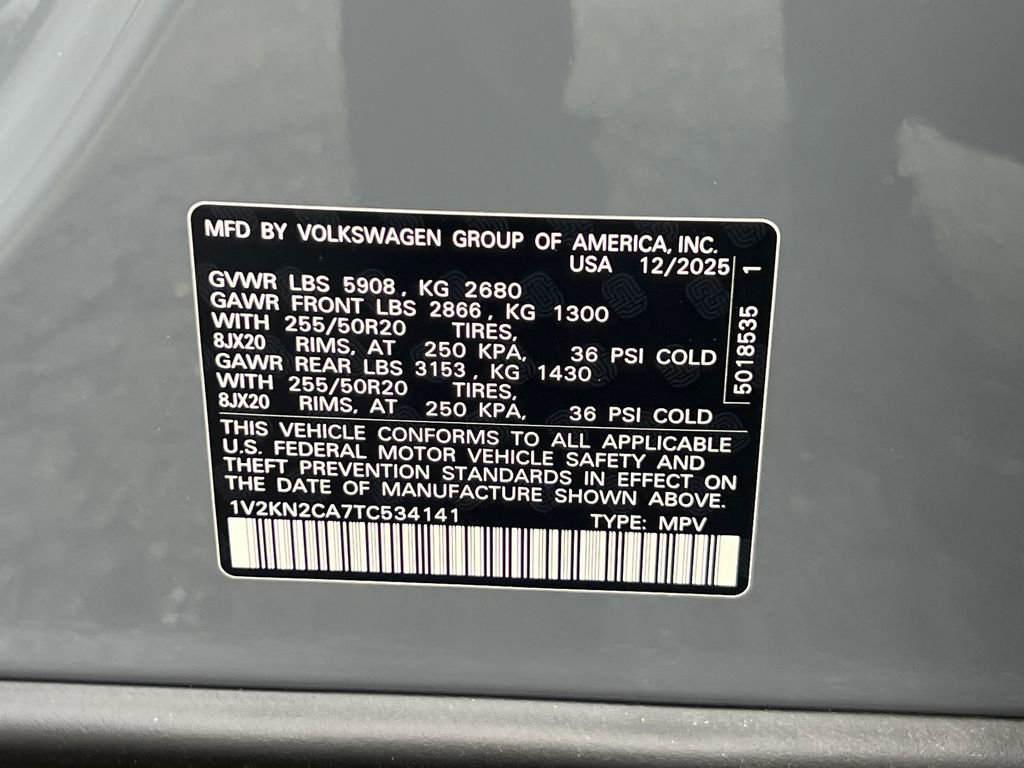 MFD BY VOLKSWAGEN GROUP OF AMERICA, INC.
USA 12/2025
GVWR LBS 5908, KG 2680
GAWR FRONT LBS 2866, KG 1300
WITH 255/50R20 TIRES,
8JX20 RIMS, AT 250 KPA, 36 PSI COLD
GAWR REAR LBS 3153, KG 1430
WITH 255/50R20 TIRES,
8JX20 RIMS, AT 250 KPA, 36 PSI COLD
5018535 1
THIS VEHICLE CONFORMS TO ALL APPLICABLE
U.S. FEDERAL MOTOR VEHICLE SAFETY AND
THEFT PREVENTION STANDARDS IN EFFECT ON
THE DATE OF MANUFACTURE SHOWN ABOVE.
1V2KN2CA7TC534141 TYPE: MPV